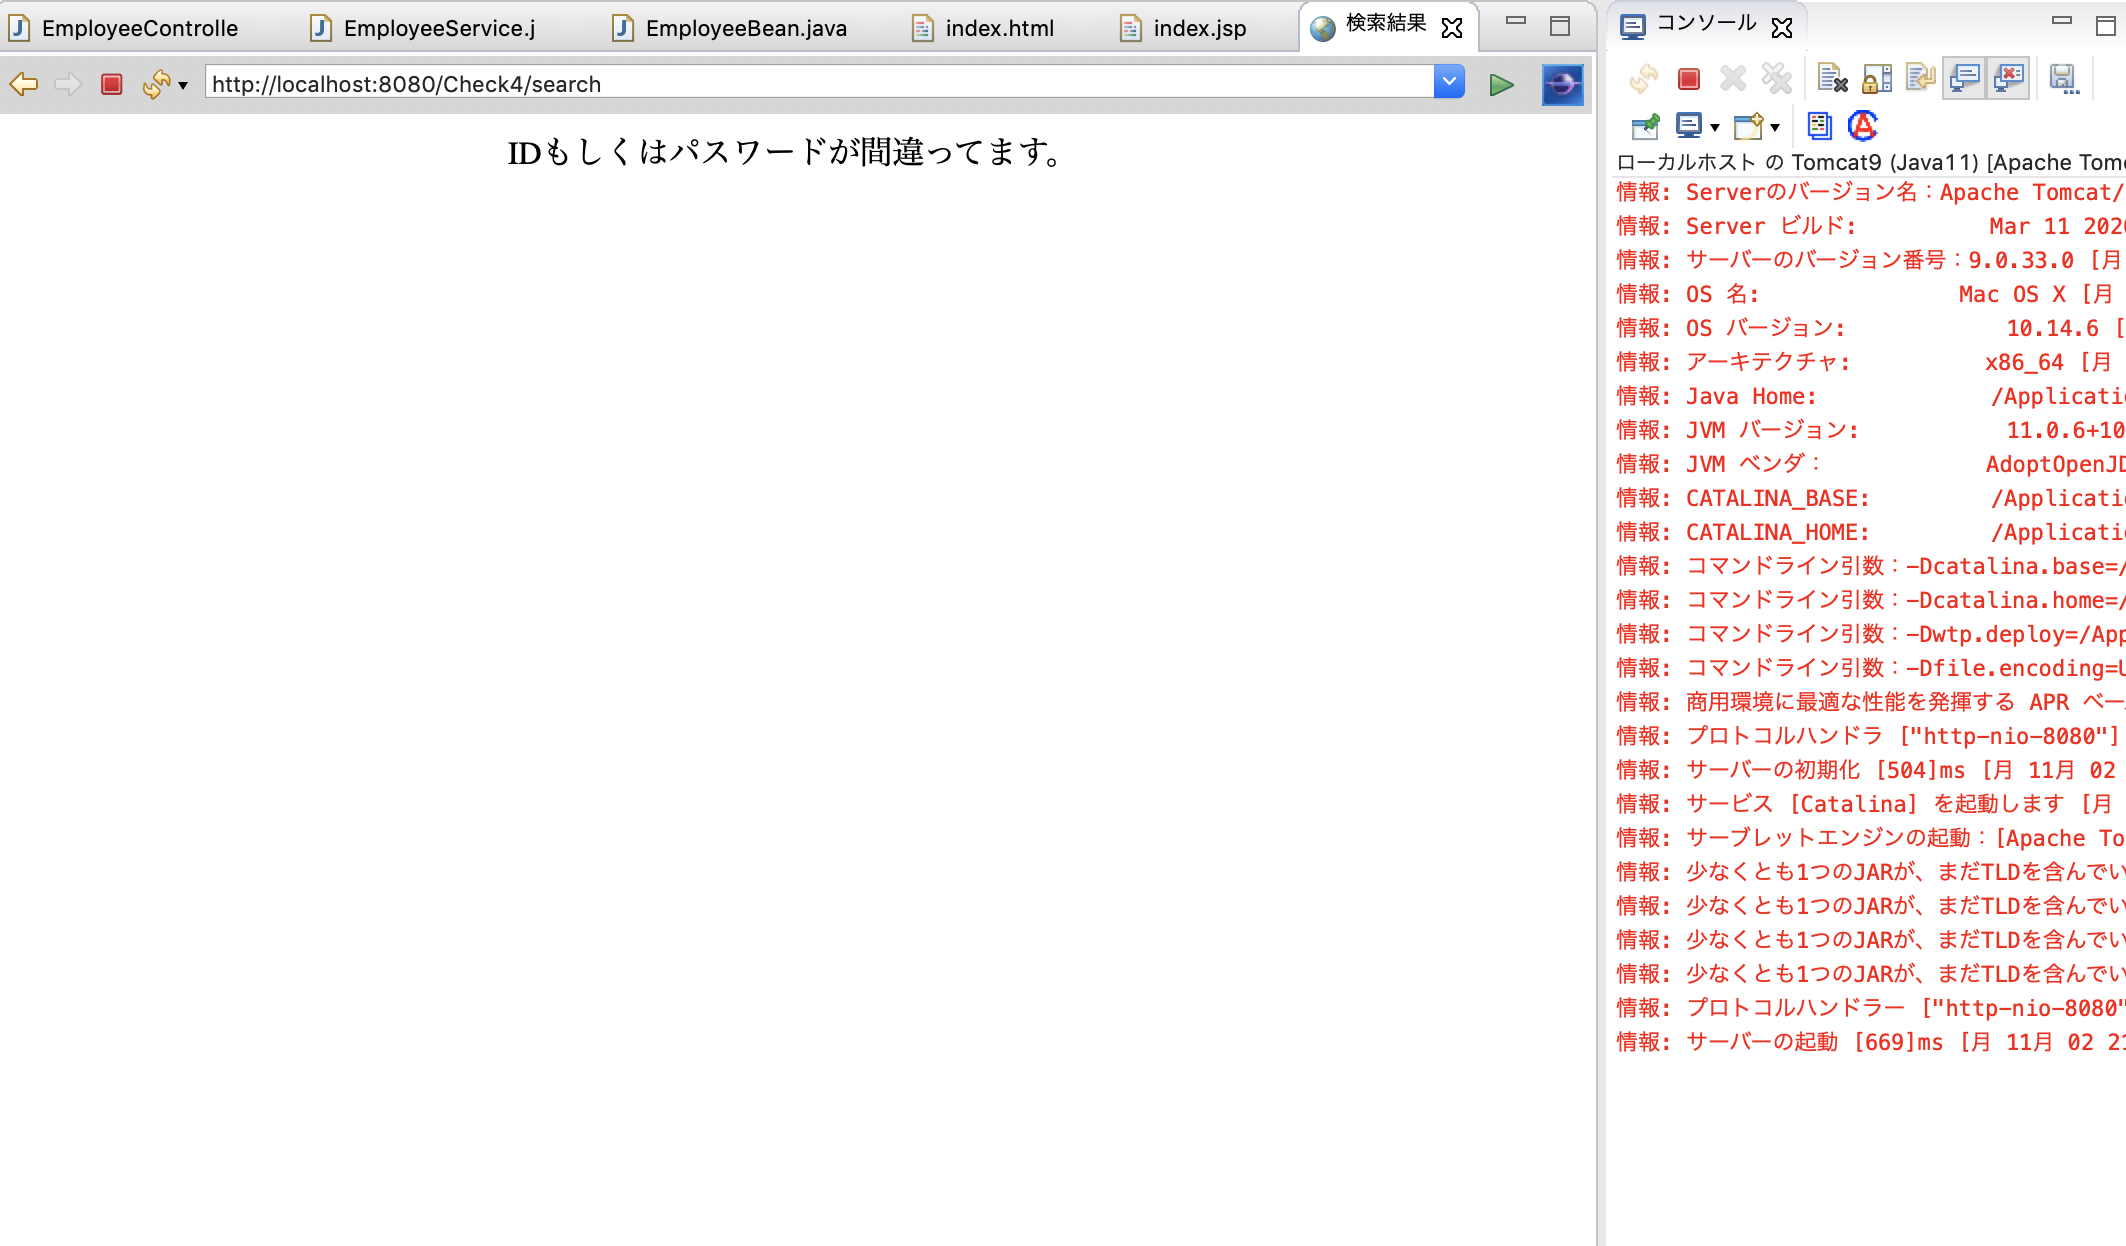 EmployeeControlle
EmployeeService.j
EmployeeBean.java
index.html
index.jsp
検索結果
コンソール
http://localhost:8080/Check4/search
IDもしくはパスワードが間違ってます。
ローカルホスト の Tomcat9 (Java11) [Apache Tomc
情報: Serverのバージョン名：Apache Tomcat/
情報: Server ビルド: Mar 11 2020
情報: サーバーのバージョン番号：9.0.33.0 [月
情報: OS 名: Mac OS X [月
情報: OS バージョン: 10.14.6 [
情報: アーキテクチャ: x86_64 [月
情報: Java Home: /Applicatio
情報: JVM バージョン: 11.0.6+10
情報: JVM ベンダ： AdoptOpenJD
情報: CATALINA_BASE: /Applicatio
情報: CATALINA_HOME: /Applicatio
情報: コマンドライン引数：-Dcatalina.base=/
情報: コマンドライン引数：-Dcatalina.home=/
情報: コマンドライン引数：-Dwtp.deploy=/App
情報: コマンドライン引数：-Dfile.encoding=U
情報: 商用環境に最適な性能を発揮する APR ベー
情報: プロトコルハンドラ ["http-nio-8080"]
情報: サーバーの初期化 [504]ms [月 11月 02
情報: サービス [Catalina] を起動します [月
情報: サーブレットエンジンの起動：[Apache To
情報: 少なくとも1つのJARが、まだTLDを含んでい
情報: 少なくとも1つのJARが、まだTLDを含んでい
情報: 少なくとも1つのJARが、まだTLDを含んでい
情報: 少なくとも1つのJARが、まだTLDを含んでい
情報: プロトコルハンドラー ["http-nio-8080"
情報: サーバーの起動 [669]ms [月 11月 02 21